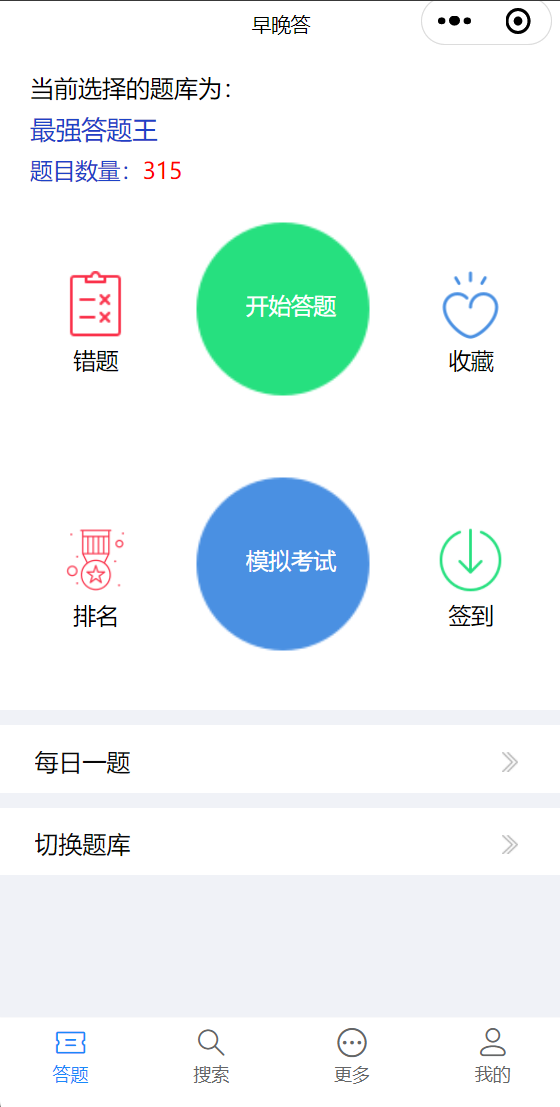 早晚答
当前选择的题库为：
最强答题王
题目数量：315
开始答题
错题
收藏
模拟考试
排名
签到
每日一题
切换题库
答题
搜索
更多
我的